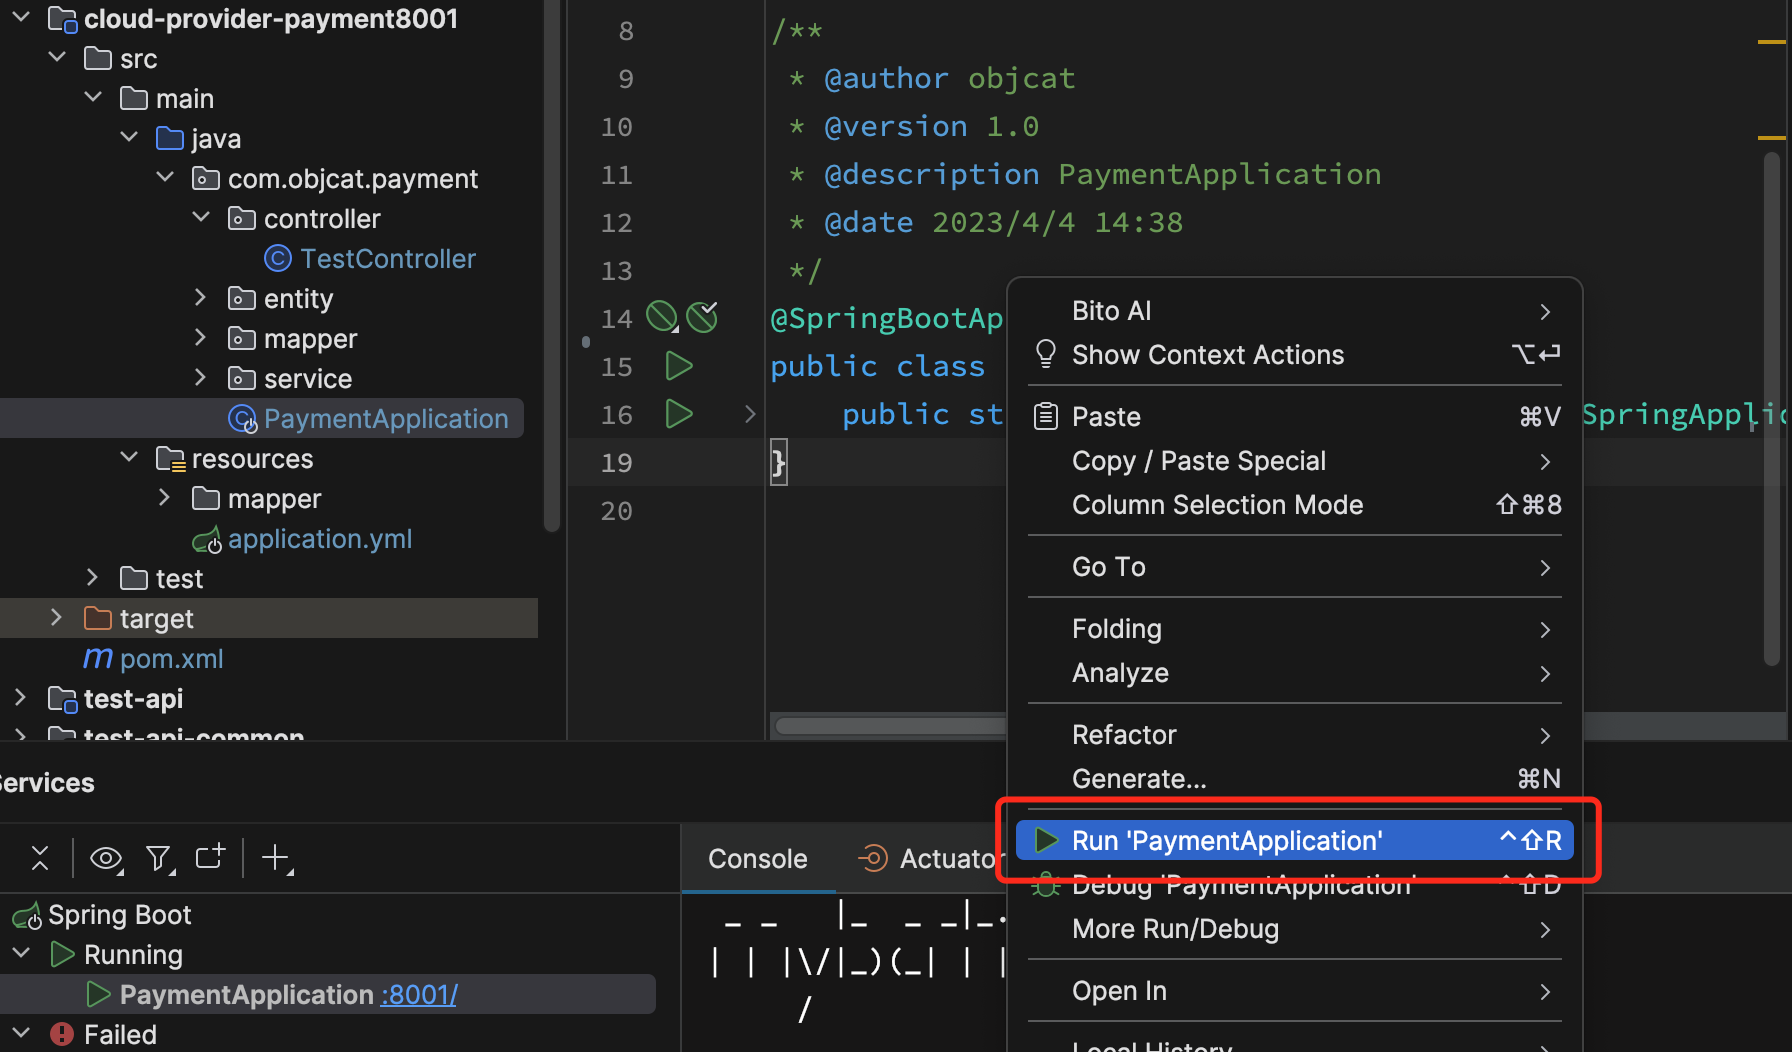 cloud-provider-payment8001
src
main
java
com.objcat.payment
controller
TestController
entity
mapper
service
PaymentApplication
resources
mapper
application.yml
test
target
pom.xml
test-api
test-api-common
8 /**
9 * @author objcat
10 * @version 1.0
11 * @description PaymentApplication
12 * @date 2023/4/4 14:38
13 */
14 @SpringBootAp
15 public class
16 public st SpringApplic
19 }
20
Bito AI
Show Context Actions ⌥↩
Paste ⌘V
Copy / Paste Special
Column Selection Mode ⇧⌘8
Go To
Folding
Analyze
Refactor
Generate... ⌘N
Run 'PaymentApplication' ^⇧R
Debug 'PaymentApplication' ^⇧D
More Run/Debug
Open In
Local History
Services
Console Actuator
Spring Boot
Running
PaymentApplication :8001/
Failed